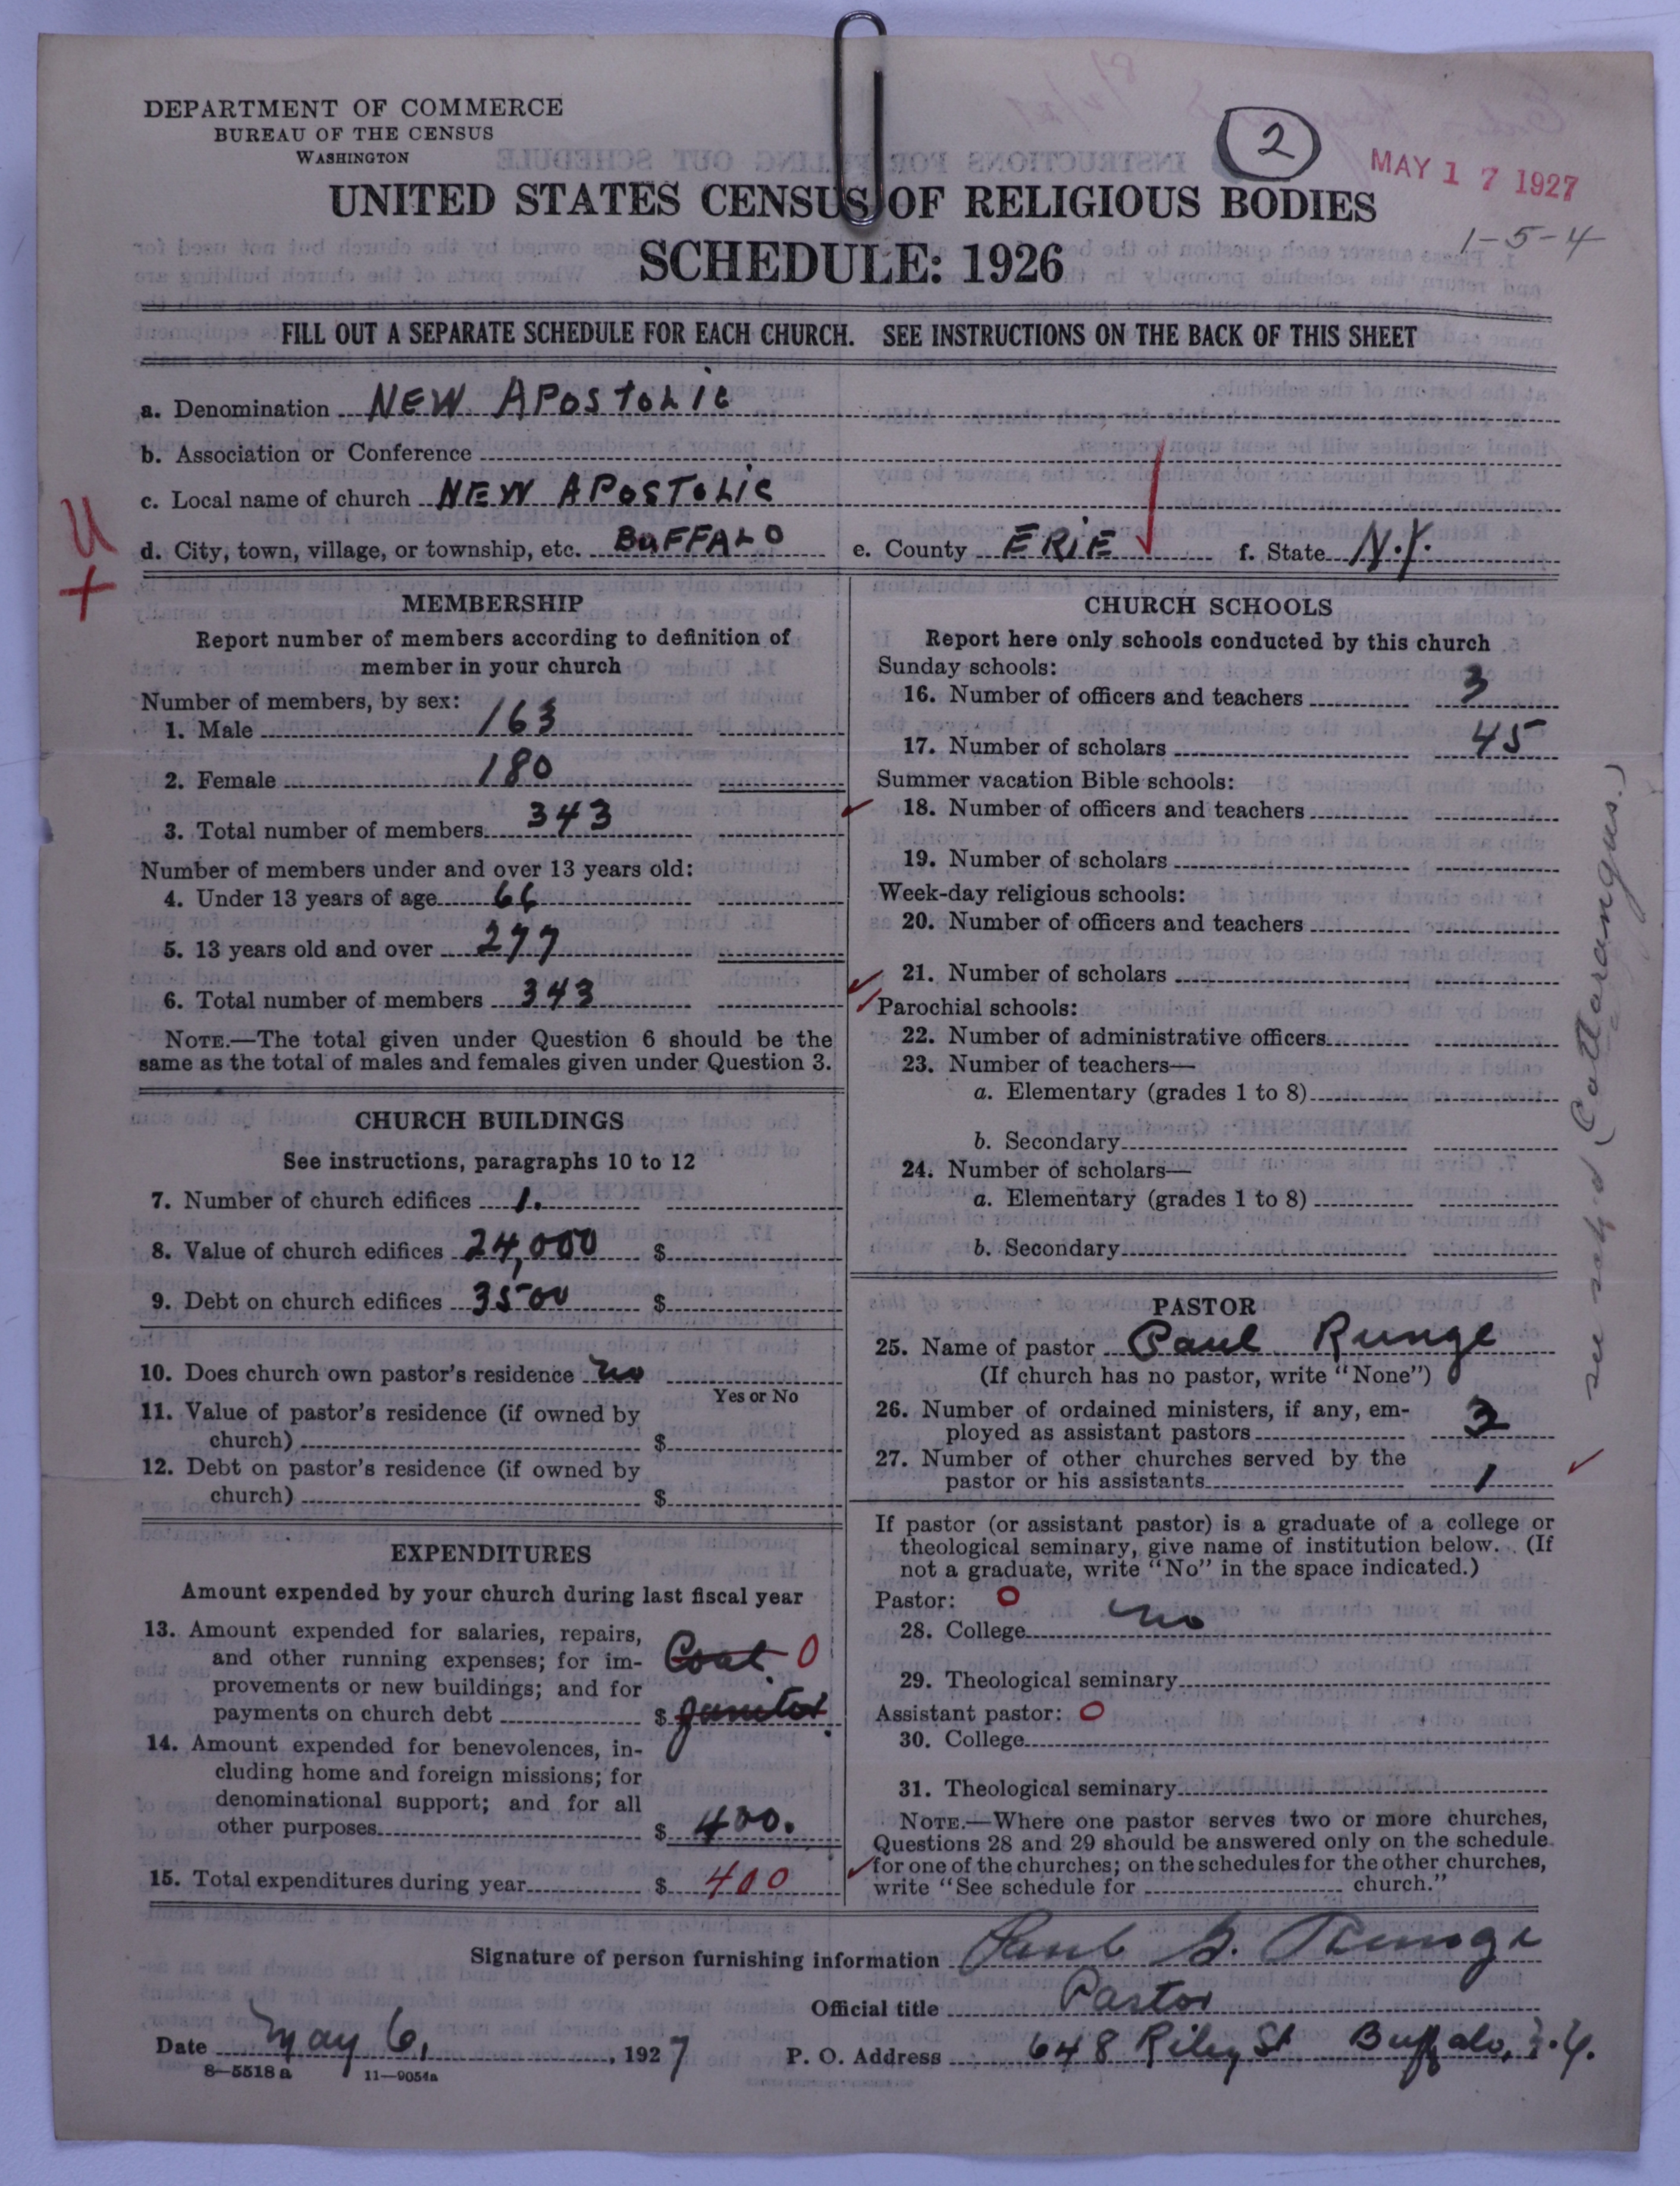 DEPARTMENT OF COMMERCE
BUREAU OF THE CENSUS
WASHINGTON
2
MAY 17 1927
UNITED STATES CENSUS OF RELIGIOUS BODIES
1-5-4
SCHEDULE: 1926
FILL OUT A SEPARATE SCHEDULE FOR EACH CHURCH. SEE INSTRUCTIONS ON THE BACK OF THIS SHEET
a. Denomination NEW APOSTOLIC
b. Association or Conference
c. Local name of church NEW APOSTOLIC
d. City, town, village, or township, etc. BUFFALO e. County ERIE f. State N.Y.
U
+
MEMBERSHIP
Report number of members according to definition of
member in your church
Number of members, by sex:
1. Male 163
2. Female 180
3. Total number of members 343
Number of members under and over 13 years old:
4. Under 13 years of age 66
5. 13 years old and over 277
6. Total number of members 343
NOTE.—The total given under Question 6 should be the
same as the total of males and females given under Question 3.
CHURCH BUILDINGS
See instructions, paragraphs 10 to 12
7. Number of church edifices 1.
8. Value of church edifices 24,000 $
9. Debt on church edifices 3500 $
10. Does church own pastor's residence no
Yes or No
11. Value of pastor's residence (if owned by
church) $
12. Debt on pastor's residence (if owned by
church) $
EXPENDITURES
Amount expended by your church during last fiscal year
13. Amount expended for salaries, repairs,
and other running expenses; for im- Coal 0
provements or new buildings; and for
payments on church debt $ janitor.
14. Amount expended for benevolences, in-
cluding home and foreign missions; for
denominational support; and for all
other purposes $ 400.
15. Total expenditures during year $ 400
CHURCH SCHOOLS
Report here only schools conducted by this church
Sunday schools:
16. Number of officers and teachers 3
17. Number of scholars 45
Summer vacation Bible schools:
18. Number of officers and teachers
19. Number of scholars
Week-day religious schools:
20. Number of officers and teachers
21. Number of scholars
Parochial schools:
22. Number of administrative officers
23. Number of teachers—
a. Elementary (grades 1 to 8)
b. Secondary
24. Number of scholars—
a. Elementary (grades 1 to 8)
b. Secondary
PASTOR
25. Name of pastor Paul Runge
(If church has no pastor, write "None")
26. Number of ordained ministers, if any, em-
ployed as assistant pastors 3
27. Number of other churches served by the
pastor or his assistants 1
If pastor (or assistant pastor) is a graduate of a college or
theological seminary, give name of institution below. (If
not a graduate, write "No" in the space indicated.)
Pastor: 0
28. College no
29. Theological seminary
Assistant pastor: 0
30. College
31. Theological seminary
NOTE.—Where one pastor serves two or more churches,
Questions 28 and 29 should be answered only on the schedule
for one of the churches; on the schedules for the other churches,
write "See schedule for church."
see (Cattaraugus.)
Signature of person furnishing information Paul G. Runge
Official title Pastor
Date May 6, 1927 P. O. Address 648 Riley St Buffalo, N.Y.
8—5518a 11—9054a